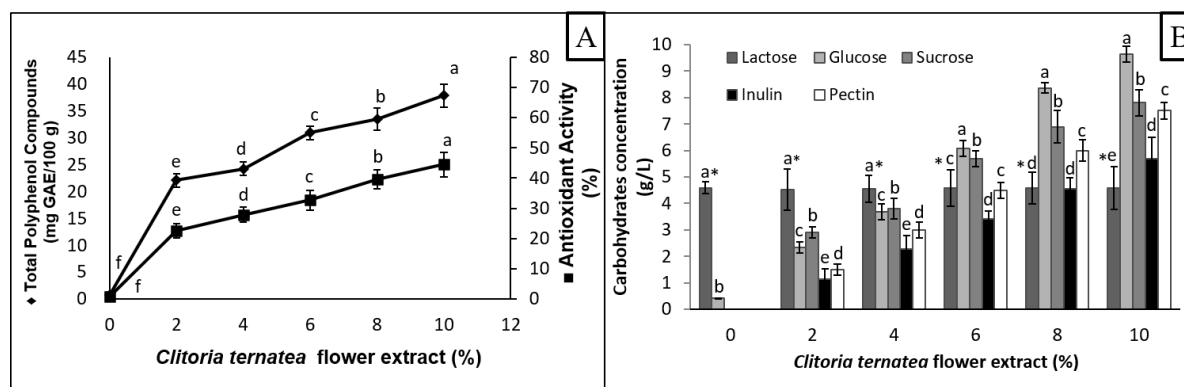 A
◆ Total Polyphenol Compounds
(mg GAE/100 g)
45
40
35
30
25
20
15
10
5
0
80
70
60
50
40
30
20
10
0
■ Antioxidant Activity
(%)
f
e
d
c
b
a
f
e
d
c
b
a
0 2 4 6 8 10 12
Clitoria ternatea flower extract (%)
B
Carbohydrates concentration
(g/L)
10
9
8
7
6
5
4
3
2
1
0
Lactose Glucose Sucrose
Inulin Pectin
a* b
a* c b e d
a* c b e d
*c a b d c
*d a b d c
*e a b d c
0 2 4 6 8 10
Clitoria ternatea flower extract (%)